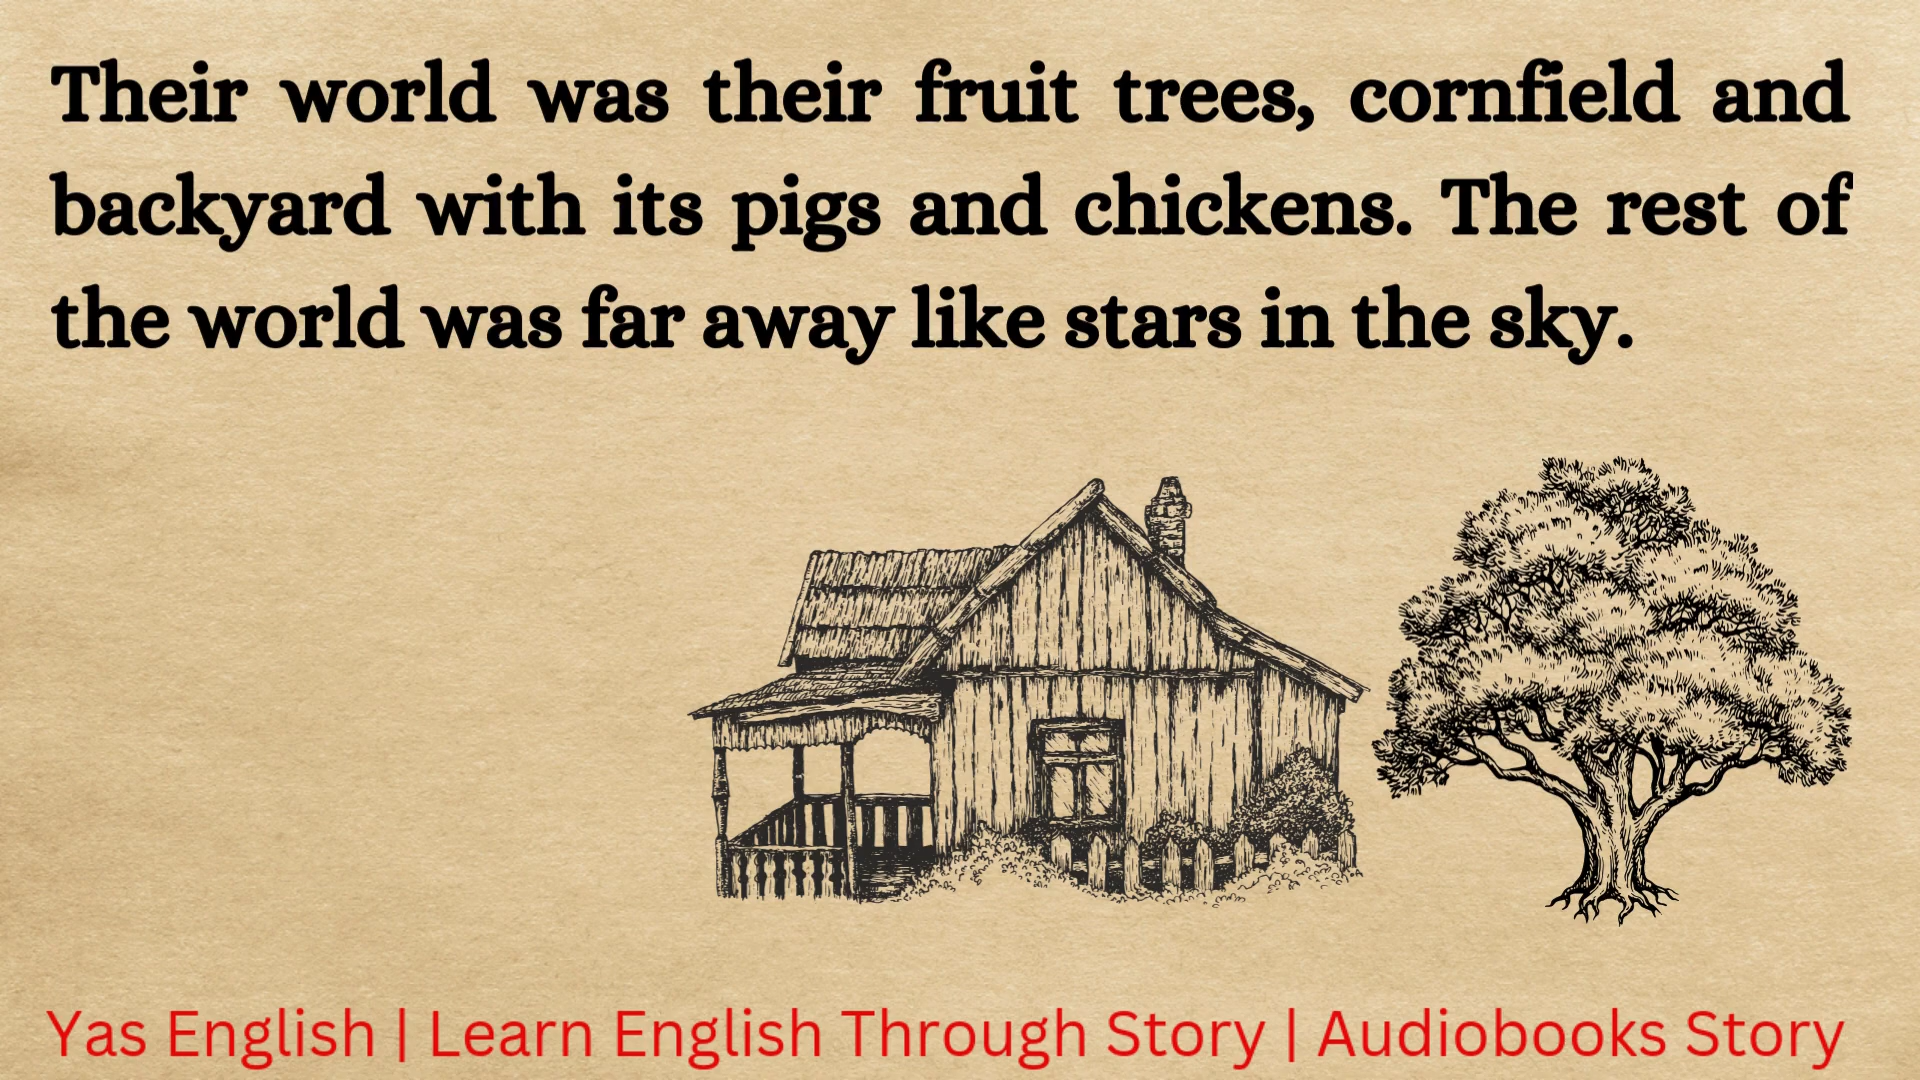 Their world was their fruit trees, cornfield and
backyard with its pigs and chickens. The rest of
the world was far away like stars in the sky.
Yas English | Learn English Through Story | Audiobooks Story